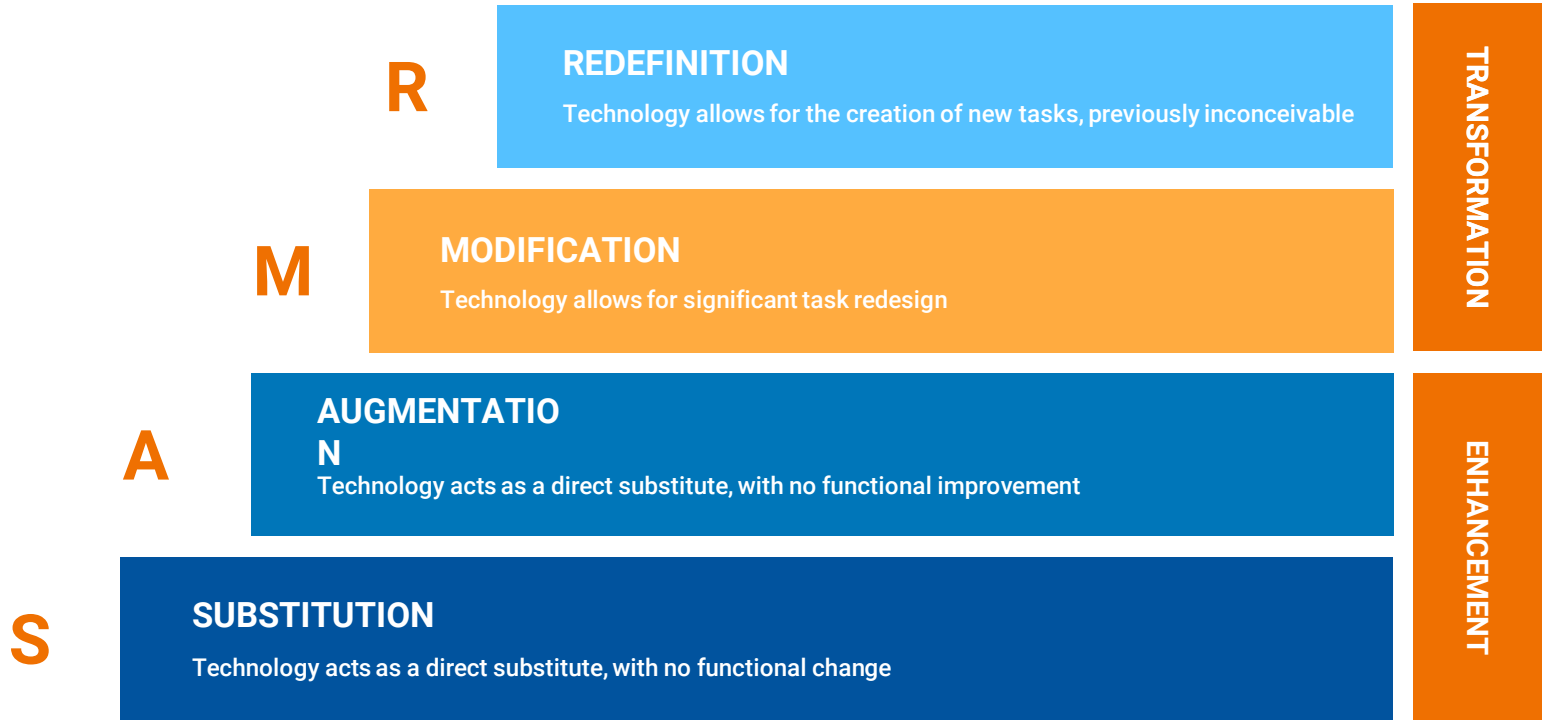 R
REDEFINITION
Technology allows for the creation of new tasks, previously inconceivable
TRANSFORMATION
M
MODIFICATION
Technology allows for significant task redesign
A
AUGMENTATIO
N
Technology acts as a direct substitute, with no functional improvement
ENHANCEMENT
S
SUBSTITUTION
Technology acts as a direct substitute, with no functional change